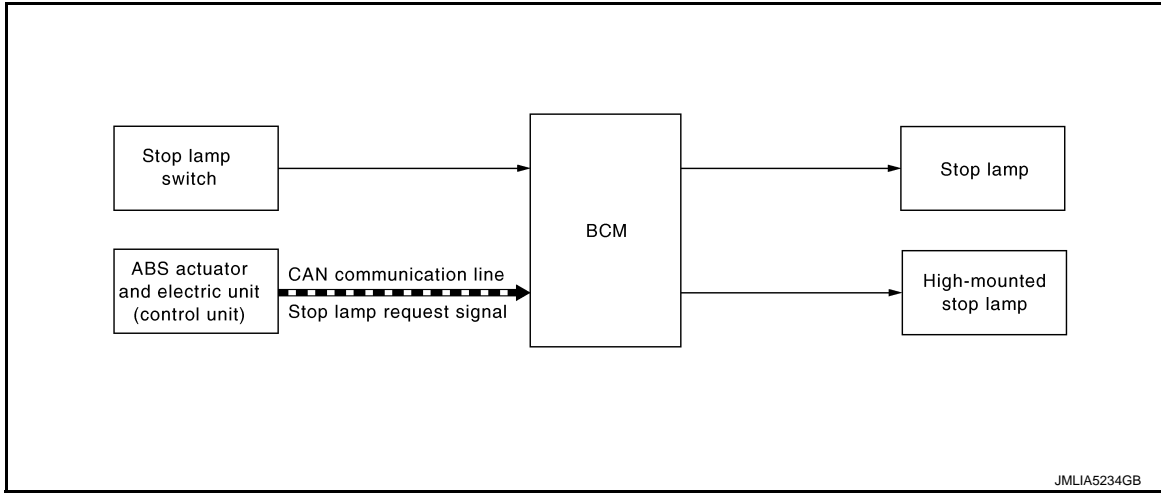 Stop lamp
switch
ABS actuator
and electric unit
(control unit)
CAN communication line
Stop lamp request signal
BCM
Stop lamp
High-mounted
stop lamp
JMLIA5234GB